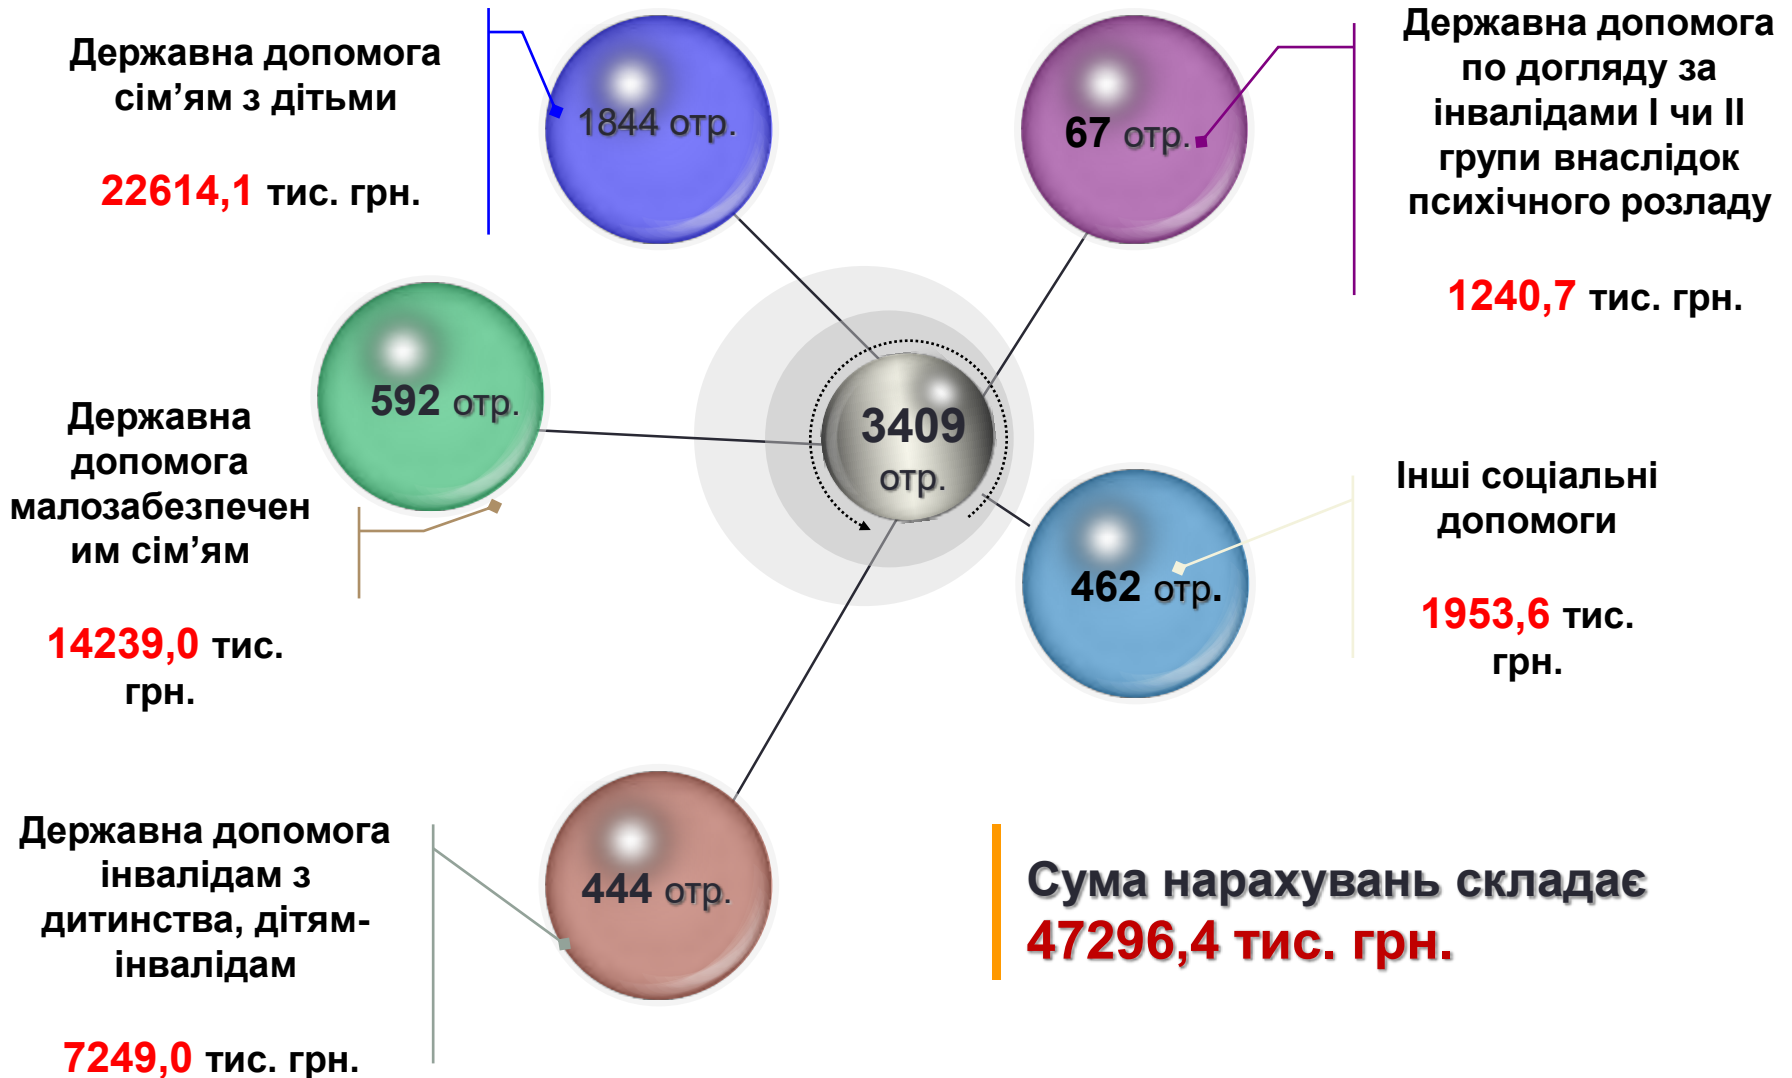 Державна допомога
сім’ям з дітьми
22614,1 тис. грн.
1844 отр.
67 отр.
Державна допомога
по догляду за
інвалідами І чи ІІ
групи внаслідок
психічного розладу
1240,7 тис. грн.
592 отр.
Державна
допомога
малозабезпечен
им сім’ям
14239,0 тис.
грн.
3409
отр.
462 отр.
Інші соціальні
допомоги
1953,6 тис.
грн.
Державна допомога
інвалідам з
дитинства, дітям-
інвалідам
7249,0 тис. грн.
444 отр.
Сума нарахувань складає
47296,4 тис. грн.